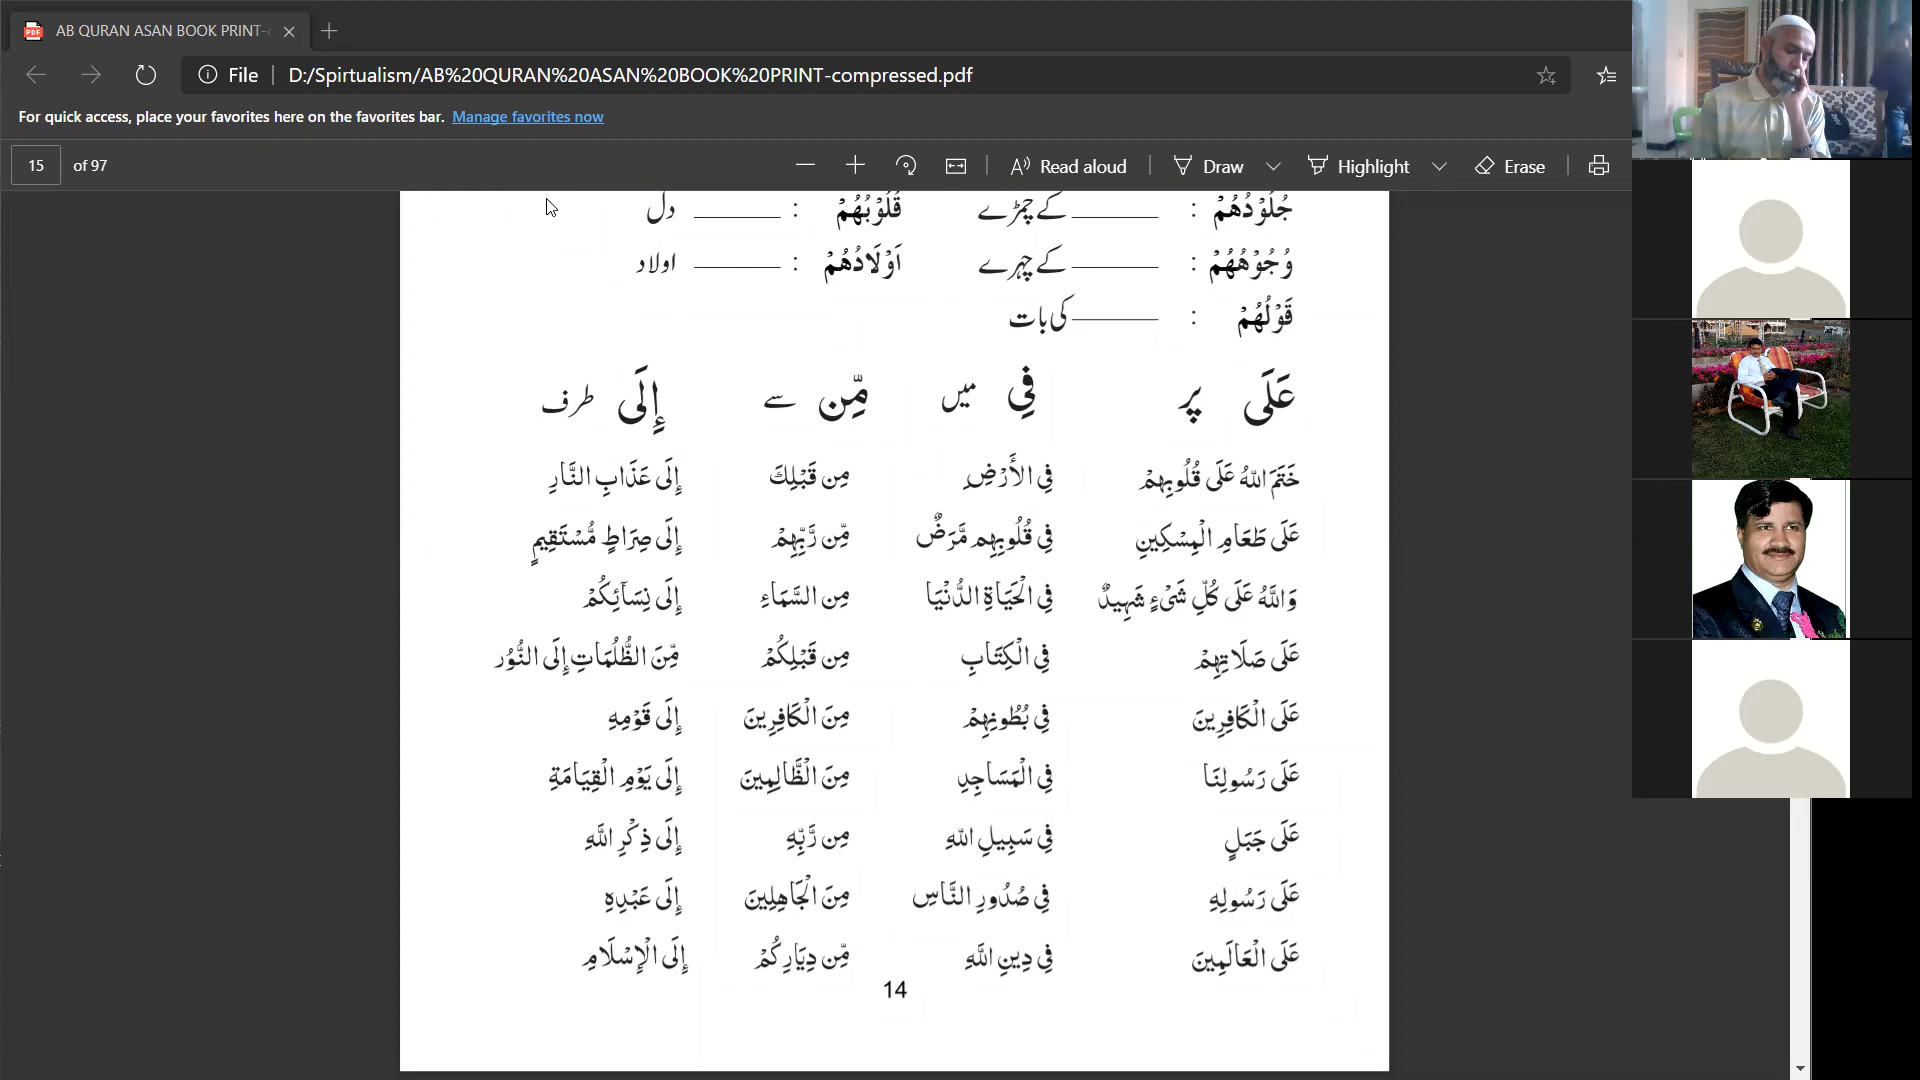 AB QURAN ASAN BOOK PRINT-c
File D:/Spirtualism/AB%20QURAN%20ASAN%20BOOK%20PRINT-compressed.pdf
For quick access, place your favorites here on the favorites bar. Manage favorites now
15 of 97 Read aloud Draw Highlight Erase
جُلُوْدُهُمْ : ______ کے چمڑے قُلُوْبُهُمْ : ______ دل
وُجُوْهُهُمْ : ______ کے چہرے اَوْلَادُهُمْ : ______ اولاد
قَوْلُهُمْ : ______ کی بات
عَلَى پر فِي میں مِّن سے إِلَى طرف
خَتَمَ اللّٰهُ عَلَى قُلُوبِهِمْ فِي الْأَرْضِ مِن قَبْلِكَ إِلَى عَذَابِ النَّارِ
عَلَى طَعَامِ الْمِسْكِينِ فِي قُلُوبِهِم مَّرَضٌ مِّن رَّبِّهِمْ إِلَى صِرَاطٍ مُّسْتَقِيمٍ
وَاللَّهُ عَلَى كُلِّ شَيْءٍ شَهِيدٌ فِي الْحَيَاةِ الدُّنْيَا مِن السَّمَاءِ إِلَى نِسَآئِكُمْ
عَلَى صَلَاتِهِمْ فِي الْكِتَابِ مِن قَبْلِكُمْ مِّنَ الظُّلُمَاتِ إِلَى النُّوُر
عَلَى الْكَافِرِينَ فِي بُطُونِهِمْ مِنَ الْكَافِرِينَ إِلَى قَوْمِهِ
عَلَى رَسُولِنَا فِي الْمَسَاجِدِ مِنَ الْظَّالِمِينَ إِلَى يَوْمِ الْقِيَامَةِ
عَلَى جَبَلٍ فِي سَبِيلِ اللّٰهِ مِن رَّبِّهِ إِلَى ذِكْرِ اللَّهِ
عَلَى رَسُولِهِ فِي صُدُورِ النَّاسِ مِنَ الْجَاهِلِينَ إِلَى عَبْدِهِ
عَلَى الْعَالَمِينَ فِي دِينِ اللَّهِ مِّن دِيَارِكُمْ إِلَى الْإِسْلَامِ
14